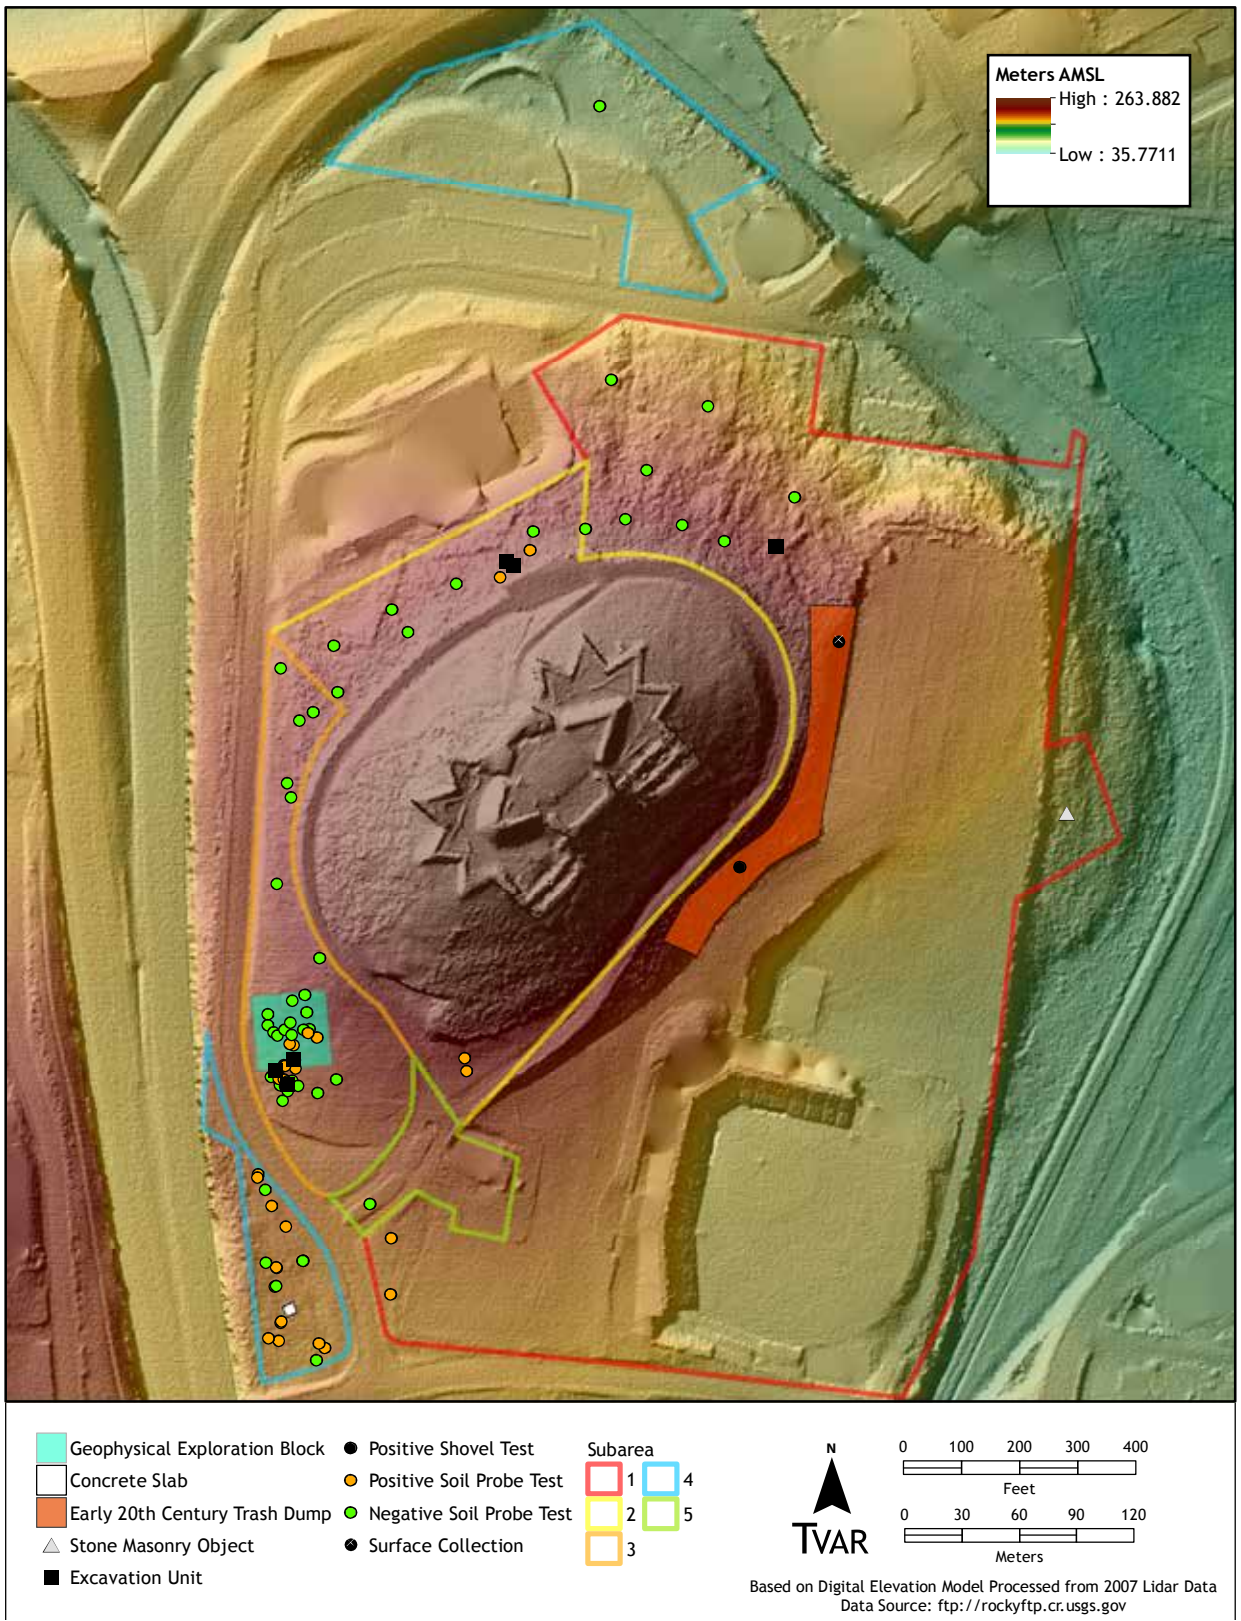 Meters AMSL
High : 263.882
Low : 35.7711
Geophysical Exploration Block
Concrete Slab
Early 20th Century Trash Dump
Stone Masonry Object
Excavation Unit
Positive Shovel Test
Positive Soil Probe Test
Negative Soil Probe Test
Surface Collection
Subarea
1 4
2 5
3
N
TVAR
0 100 200 300 400
Feet
0 30 60 90 120
Meters
Based on Digital Elevation Model Processed from 2007 Lidar Data
Data Source: ftp://rockyftp.cr.usgs.gov